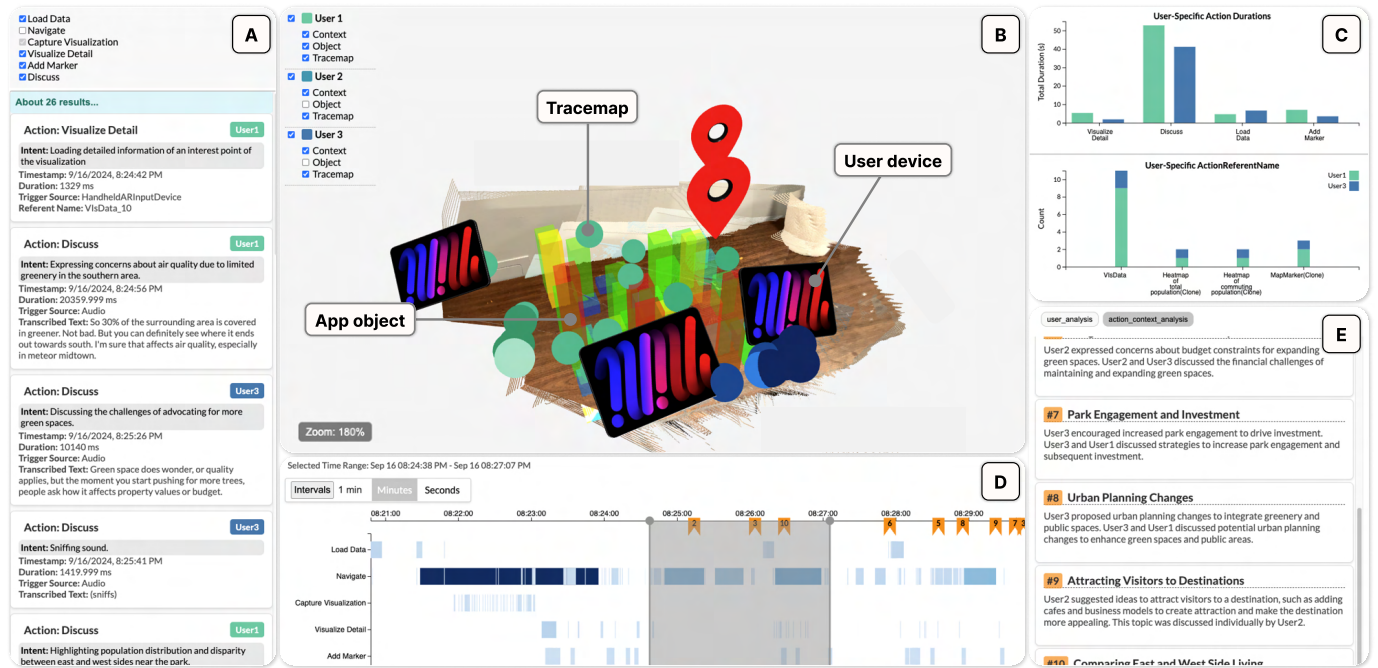 Load Data
Navigate
Capture Visualization
Visualize Detail
Add Marker
Discuss
A
About 26 results...
Action: Visualize Detail
User1
Intent: Loading detailed information of an interest point of
the visualization
Timestamp: 9/16/2024, 8:24:42 PM
Duration: 1329 ms
Trigger Source: HandheldARInputDevice
Referent Name: VIsData_10
Action: Discuss
User1
Intent: Expressing concerns about air quality due to limited
greenery in the southern area.
Timestamp: 9/16/2024, 8:24:56 PM
Duration: 20359.999 ms
Trigger Source: Audio
Transcribed Text: So 30% of the surrounding area is covered
in greener. Not bad. But you can definitely see where it ends
out towards south. I'm sure that affects air quality, especially
in meteor midtown.
Action: Discuss
User3
Intent: Discussing the challenges of advocating for more
green spaces.
Timestamp: 9/16/2024, 8:25:26 PM
Duration: 10140 ms
Trigger Source: Audio
Transcribed Text: Green space does wonder, or quality
applies, but the moment you start pushing for more trees,
people ask how it affects property values or budget.
Action: Discuss
User3
Intent: Sniffing sound.
Timestamp: 9/16/2024, 8:25:41 PM
Duration: 1419.999 ms
Trigger Source: Audio
Transcribed Text: (sniffs)
Action: Discuss
User1
Intent: Highlighting population distribution and disparity
between east and west sides near the park.
User 1
Context
Object
Tracemap
User 2
Context
Object
Tracemap
User 3
Context
Object
Tracemap
B
Tracemap
User device
App object
Zoom: 180%
Selected Time Range: Sep 16 08:24:38 PM - Sep 16 08:27:07 PM
D
Intervals 1 min Minutes Seconds
08:21:00 08:22:00 08:23:00 08:24:00 08:25:00 08:26:00 08:27:00 08:28:00 08:29:00
2 3 10 6 5 8 9 7 3
Load Data
Navigate
Capture Visualization
Visualize Detail
Add Marker
User-Specific Action Durations
C
Total Duration (s)
50
40
30
20
10
0
Visualize
Detail
Discuss
Load
Data
Add
Marker
User-Specific ActionReferentName
User1
User3
Count
10
8
6
4
2
0
VIsData
Heatmap
of
total
population(Clone)
Heatmap
of
commuting
population(Clone)
MapMarker(Clone)
user_analysis action_context_analysis
E
User2 expressed concerns about budget constraints for expanding
green spaces. User2 and User3 discussed the financial challenges of
maintaining and expanding green spaces.
#7 Park Engagement and Investment
User3 encouraged increased park engagement to drive investment.
User3 and User1 discussed strategies to increase park engagement and
subsequent investment.
#8 Urban Planning Changes
User3 proposed urban planning changes to integrate greenery and
public spaces. User3 and User1 discussed potential urban planning
changes to enhance green spaces and public areas.
#9 Attracting Visitors to Destinations
User2 suggested ideas to attract visitors to a destination, such as adding
cafes and business models to create attraction and make the destination
more appealing. This topic was discussed individually by User2.
#10 Comparing East and West Side Living